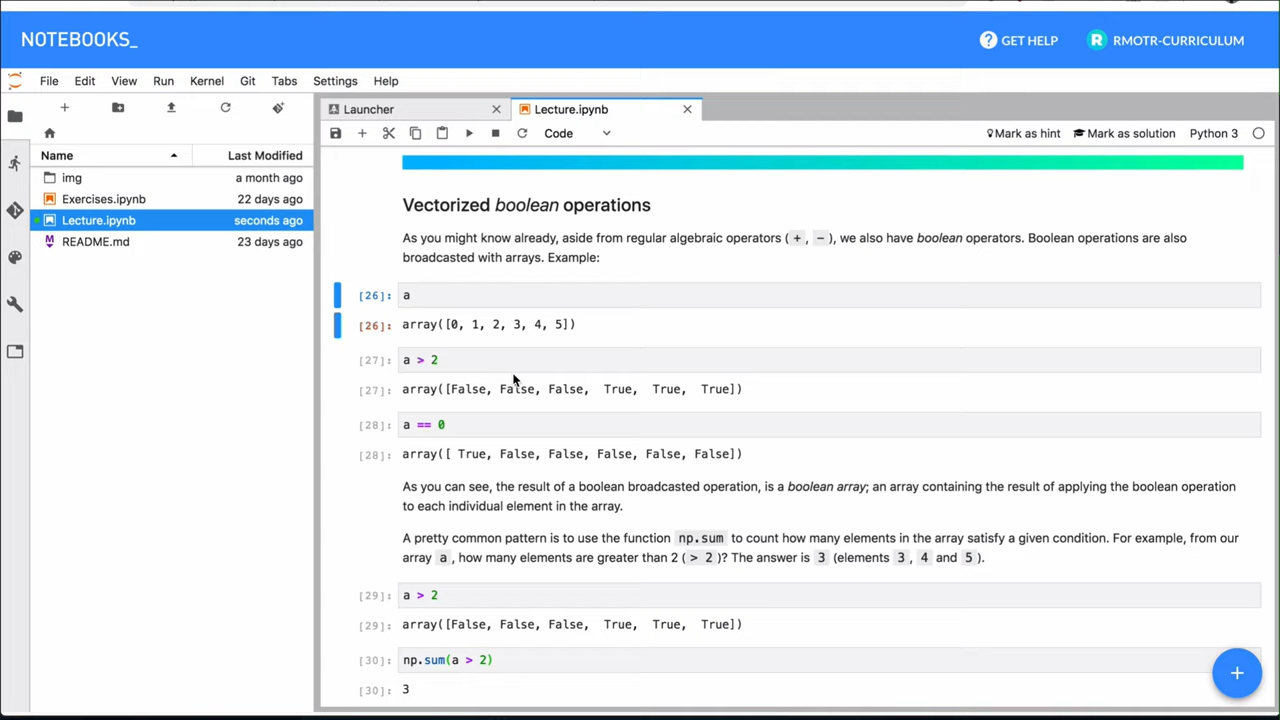 NOTEBOOKS_
GET HELP
R RMOTR-CURRICULUM
File Edit View Run Kernel Git Tabs Settings Help
Launcher
Lecture.ipynb
Code
Mark as hint
Mark as solution
Python 3
Name Last Modified
img a month ago
Exercises.ipynb 22 days ago
Lecture.ipynb seconds ago
README.md 23 days ago
Vectorized boolean operations
As you might know already, aside from regular algebraic operators ( + , - ), we also have boolean operators. Boolean operations are also
broadcasted with arrays. Example:
[26]: a
[26]: array([0, 1, 2, 3, 4, 5])
[27]: a > 2
[27]: array([False, False, False,  True,  True,  True])
[28]: a == 0
[28]: array([ True, False, False, False, False, False])
As you can see, the result of a boolean broadcasted operation, is a boolean array; an array containing the result of applying the boolean operation
to each individual element in the array.
A pretty common pattern is to use the function np.sum to count how many elements in the array satisfy a given condition. For example, from our
array a , how many elements are greater than 2 ( > 2 )? The answer is 3 (elements 3 , 4 and 5 ).
[29]: a > 2
[29]: array([False, False, False,  True,  True,  True])
[30]: np.sum(a > 2)
[30]: 3